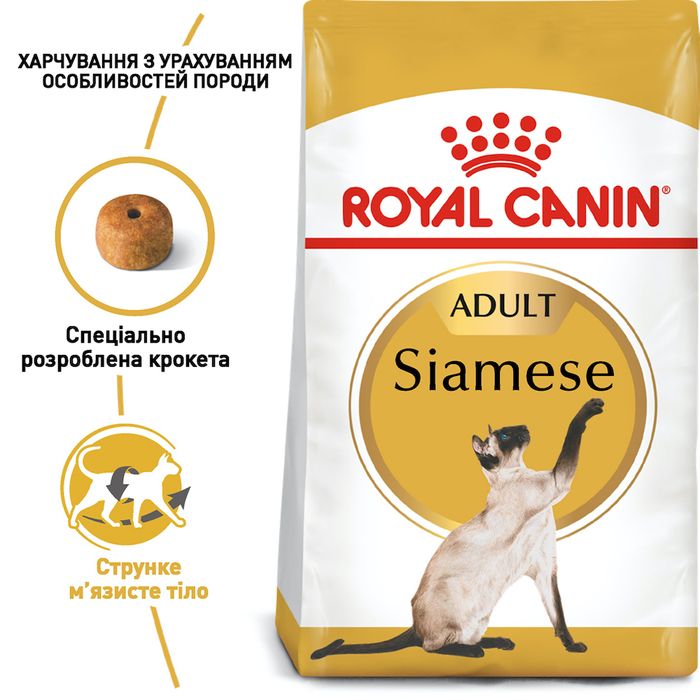 ХАРЧУВАННЯ З УРАХУВАННЯМ
ОСОБЛИВОСТЕЙ ПОРОДИ
Спеціально
розроблена крокета
Струнке
м'язисте тіло
ROYAL CANIN®
ADULT
Siamese